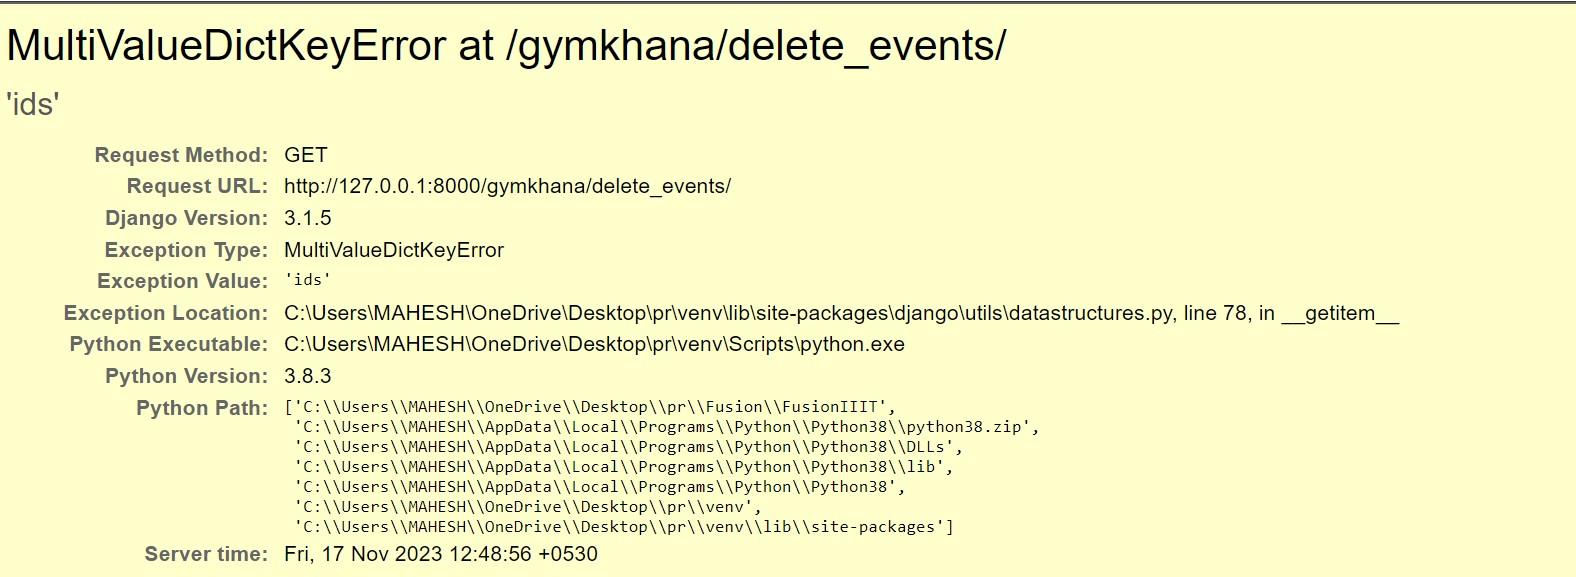 MultiValueDictKeyError at /gymkhana/delete_events/
'ids'
Request Method: GET
Request URL: http://127.0.0.1:8000/gymkhana/delete_events/
Django Version: 3.1.5
Exception Type: MultiValueDictKeyError
Exception Value: 'ids'
Exception Location: C:\Users\MAHESH\OneDrive\Desktop\pr\venv\lib\site-packages\django\utils\datastructures.py, line 78, in __getitem__
Python Executable: C:\Users\MAHESH\OneDrive\Desktop\pr\venv\Scripts\python.exe
Python Version: 3.8.3
Python Path: ['C:\\Users\\MAHESH\\OneDrive\\Desktop\\pr\\Fusion\\FusionIIIT',
'C:\\Users\\MAHESH\\AppData\\Local\\Programs\\Python\\Python38\\python38.zip',
'C:\\Users\\MAHESH\\AppData\\Local\\Programs\\Python\\Python38\\DLLs',
'C:\\Users\\MAHESH\\AppData\\Local\\Programs\\Python\\Python38\\lib',
'C:\\Users\\MAHESH\\AppData\\Local\\Programs\\Python\\Python38',
'C:\\Users\\MAHESH\\OneDrive\\Desktop\\pr\\venv',
'C:\\Users\\MAHESH\\OneDrive\\Desktop\\pr\\venv\\lib\\site-packages']
Server time: Fri, 17 Nov 2023 12:48:56 +0530